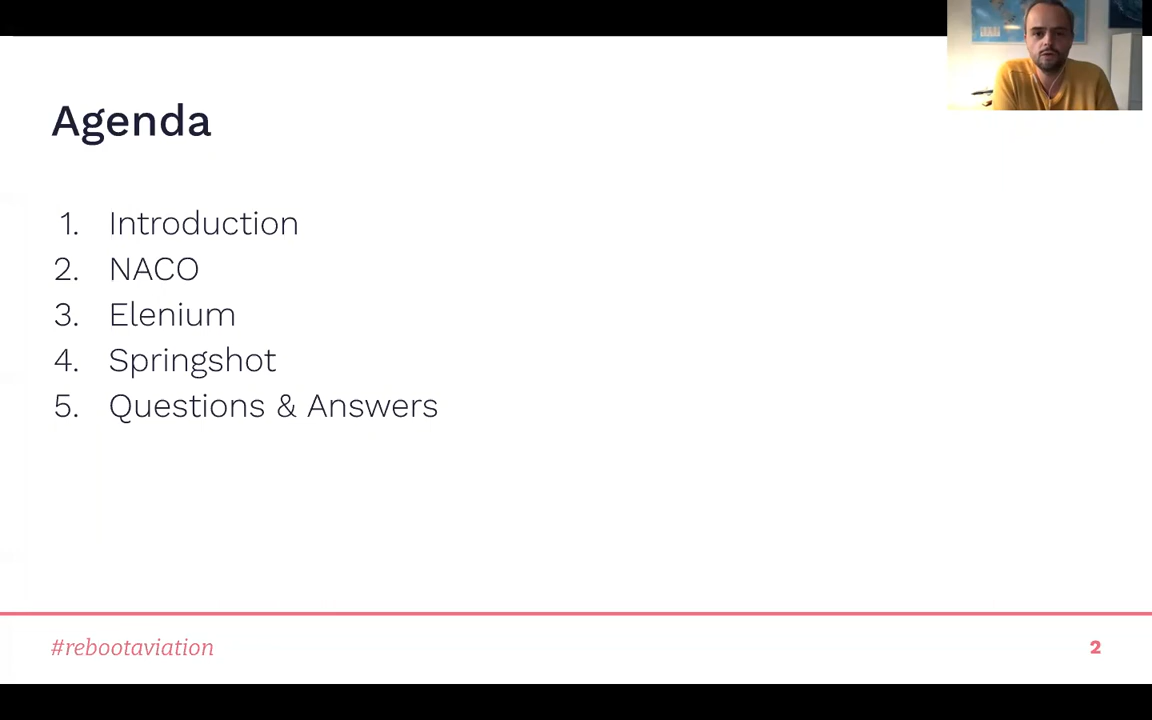 Agenda
1. Introduction
2. NACO
3. Elenium
4. Springshot
5. Questions & Answers
#rebootaviation
2